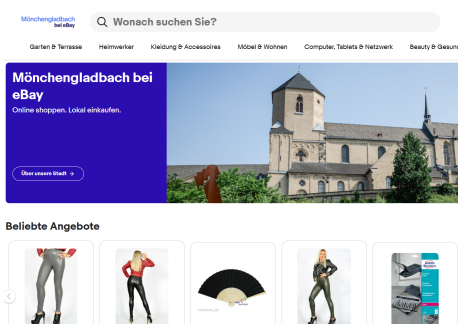 Mönchengladbach
bei eBay
Wonach suchen Sie?
Garten & Terrasse Heimwerker Kleidung & Accessoires Möbel & Wohnen Computer, Tablets & Netzwerk Beauty &
Mönchengladbach bei
eBay
Online shoppen. Lokal einkaufen.
Über unsere Stadt →
Beliebte Angebote